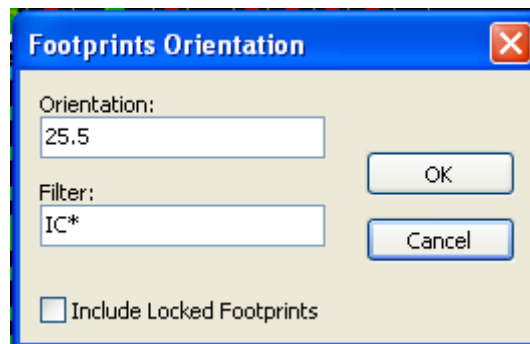 Footprints Orientation
Orientation:
25.5
OK
Filter:
IC*
Cancel
Include Locked Footprints